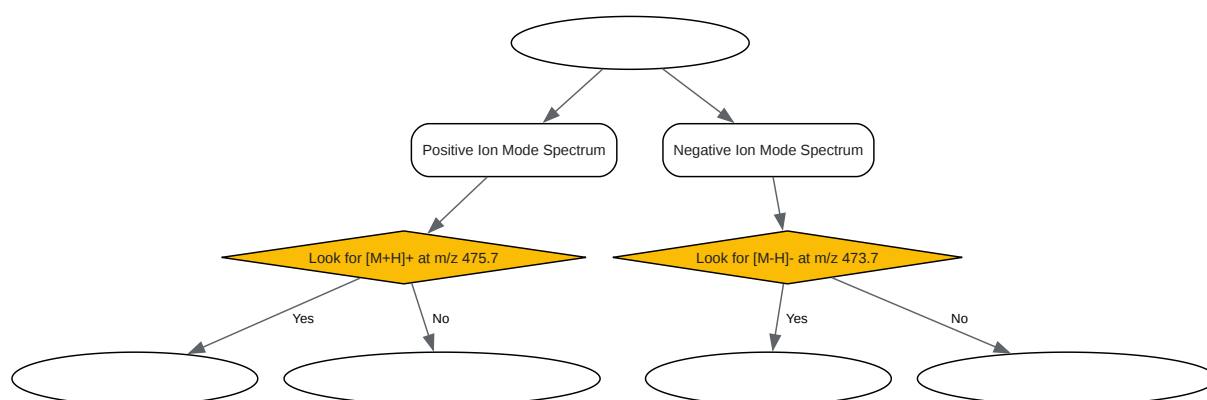 Positive Ion Mode Spectrum
Negative Ion Mode Spectrum
Look for [M+H]+ at m/z 475.7
Look for [M-H]- at m/z 473.7
Yes
No
Yes
No